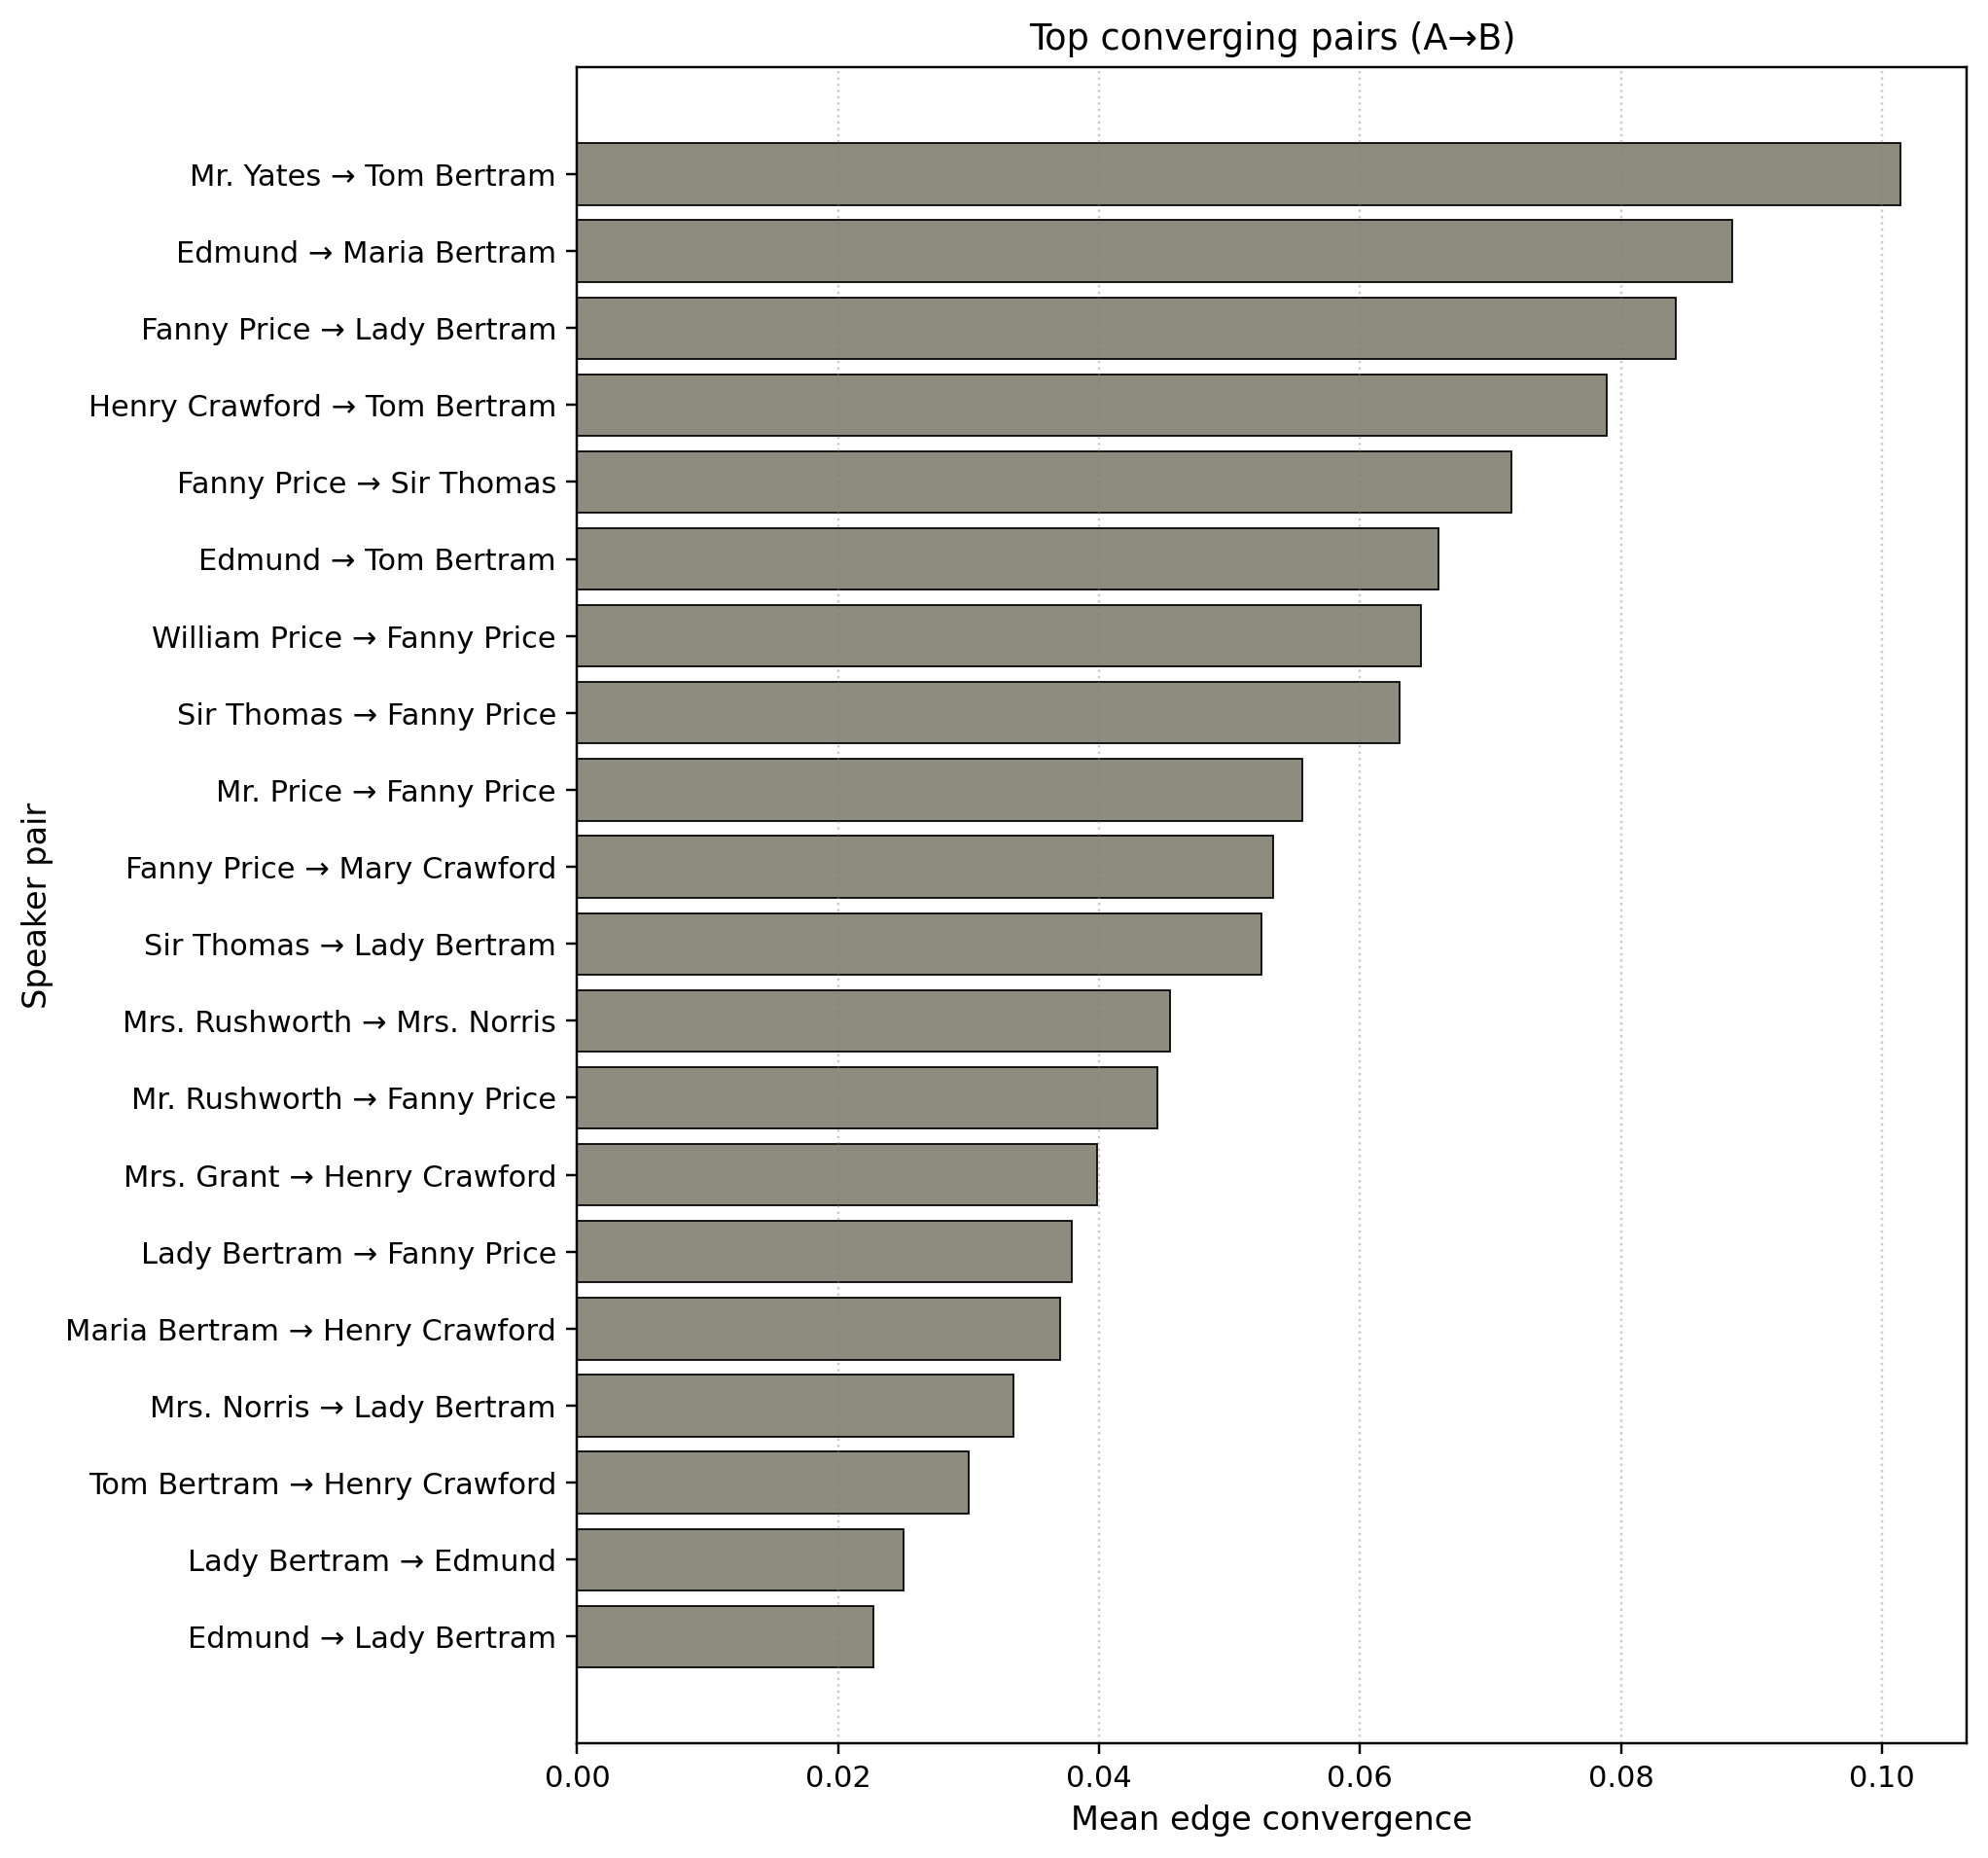 Top converging pairs (A→B)
Mr. Yates → Tom Bertram
Edmund → Maria Bertram
Fanny Price → Lady Bertram
Henry Crawford → Tom Bertram
Fanny Price → Sir Thomas
Edmund → Tom Bertram
William Price → Fanny Price
Sir Thomas → Fanny Price
Mr. Price → Fanny Price
Fanny Price → Mary Crawford
Sir Thomas → Lady Bertram
Mrs. Rushworth → Mrs. Norris
Mr. Rushworth → Fanny Price
Mrs. Grant → Henry Crawford
Lady Bertram → Fanny Price
Maria Bertram → Henry Crawford
Mrs. Norris → Lady Bertram
Tom Bertram → Henry Crawford
Lady Bertram → Edmund
Edmund → Lady Bertram
Speaker pair
0.00 0.02 0.04 0.06 0.08 0.10
Mean edge convergence